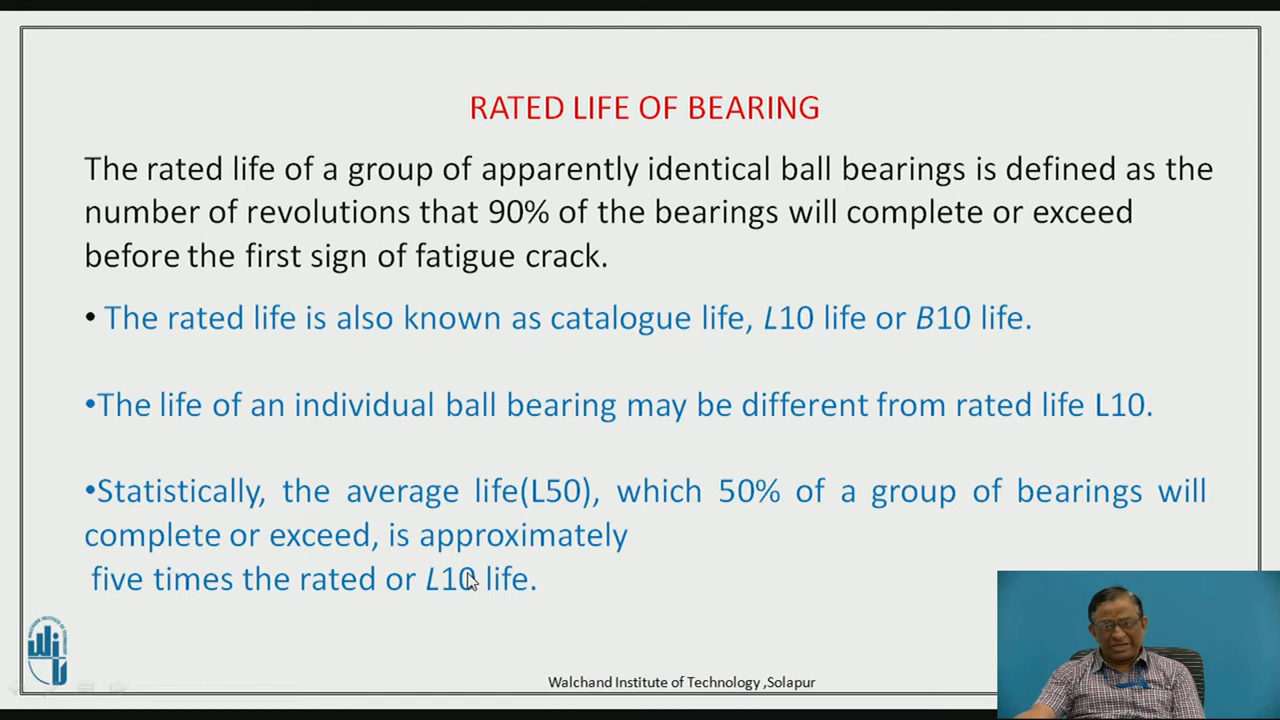 RATED LIFE OF BEARING
The rated life of a group of apparently identical ball bearings is defined as the
number of revolutions that 90% of the bearings will complete or exceed
before the first sign of fatigue crack.
• The rated life is also known as catalogue life, L10 life or B10 life.
•The life of an individual ball bearing may be different from rated life L10.
•Statistically, the average life(L50), which 50% of a group of bearings will
complete or exceed, is approximately
five times the rated or L10 life.
Walchand Institute of Technology ,Solapur